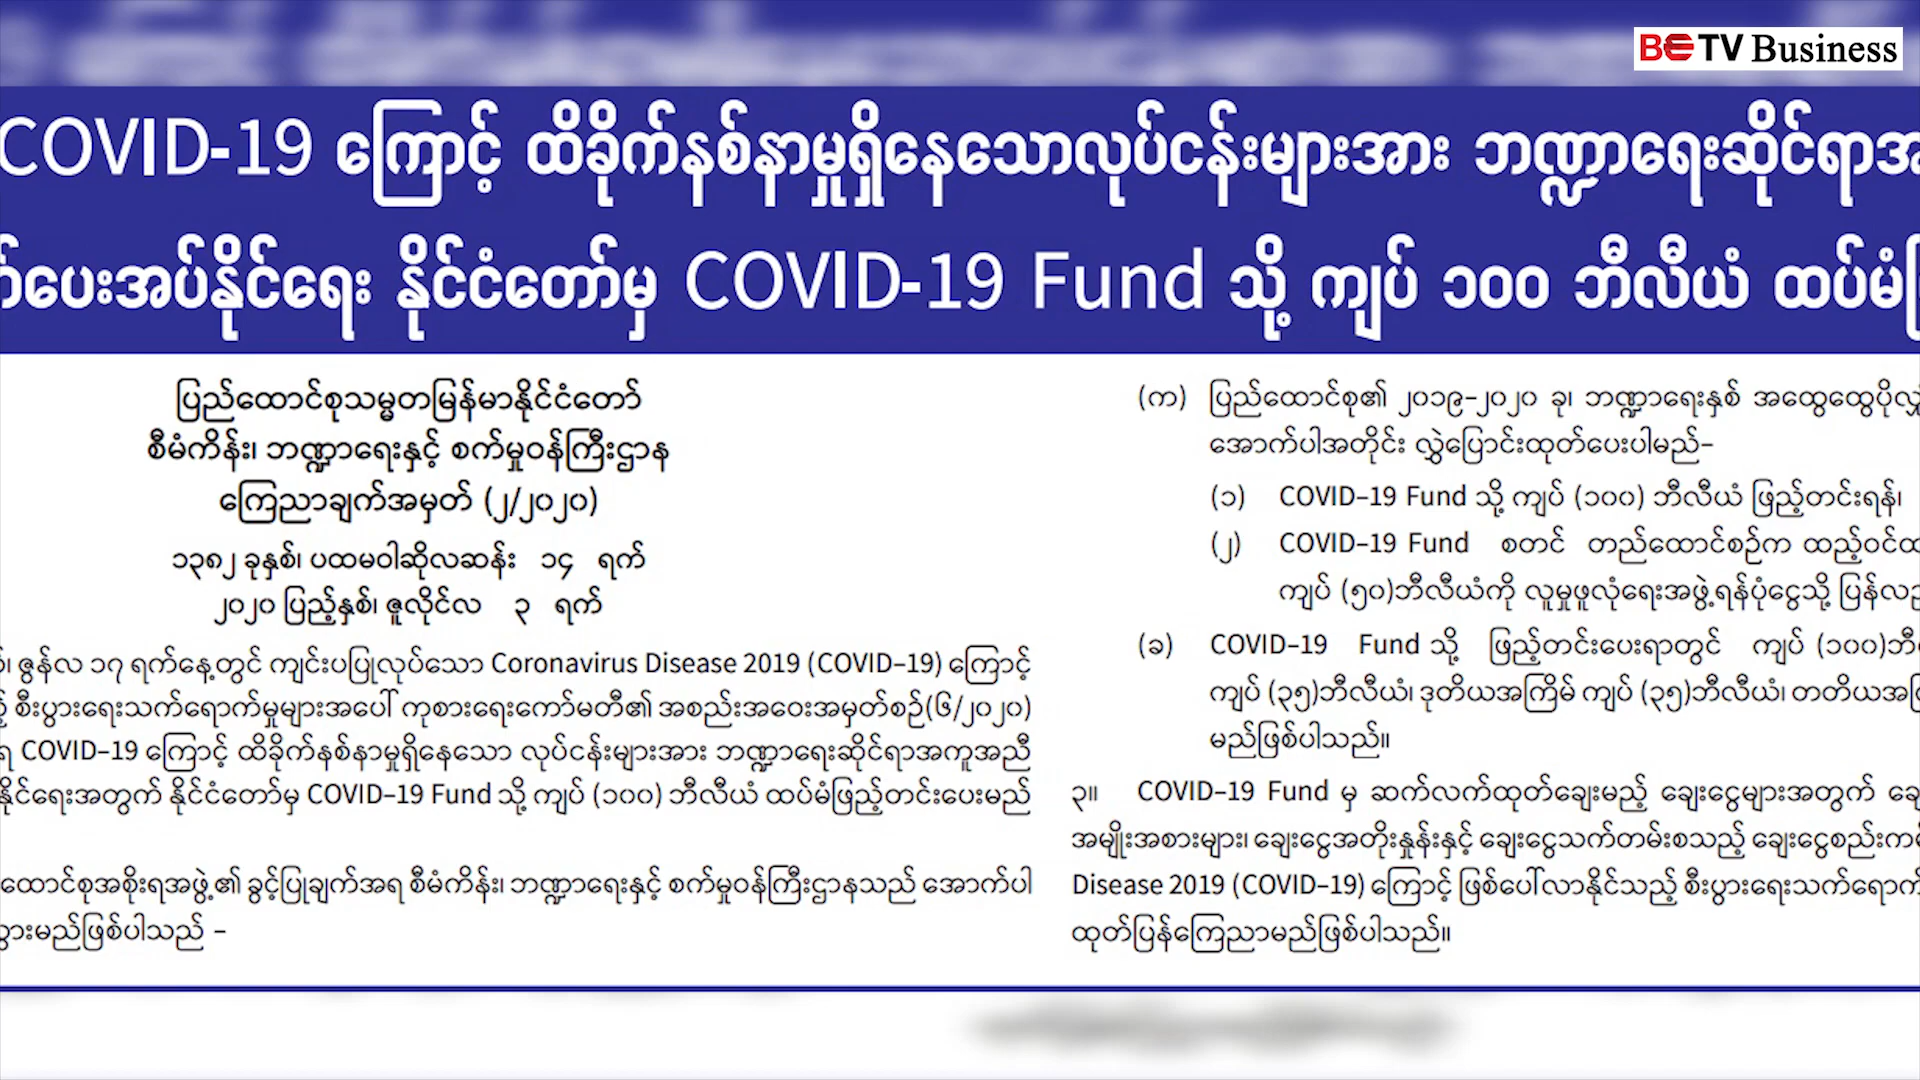 BETV Business
COVID-19 ကြောင့် ထိခိုက်နစ်နာမှုရှိနေသောလုပ်ငန်းများအား ဘဏ္ဍာရေးဆိုင်ရာအ
ပေးအပ်နိုင်ရေး နိုင်ငံတော်မှ COVID-19 Fund သို့ ကျပ် ၁၀၀ ဘီလီယံ ထပ်မံ
ပြည်ထောင်စုသမ္မတမြန်မာနိုင်ငံတော်
စီမံကိန်း၊ ဘဏ္ဍာရေးနှင့် စက်မှုဝန်ကြီးဌာန
ကြေညာချက်အမှတ် (၂/၂၀၂၀)
၁၃၈၂ ခုနှစ်၊ ပထမဝါဆိုလဆန်း ၁၄ ရက်
၂၀၂၀ ပြည့်နှစ်၊ ဇူလိုင်လ ၃ ရက်
ဇွန်လ ၁၇ ရက်နေ့တွင် ကျင်းပပြုလုပ်သော Coronavirus Disease 2019 (COVID-19) ကြောင့်
စီးပွားရေးသက်ရောက်မှုများအပေါ် ကုစားရေးကော်မတီ၏ အစည်းအဝေးအမှတ်စဉ်(၆/၂၀၂၀)
COVID-19 ကြောင့် ထိခိုက်နစ်နာမှုရှိနေသော လုပ်ငန်းများအား ဘဏ္ဍာရေးဆိုင်ရာအကူအညီ
နိုင်ရေးအတွက် နိုင်ငံတော်မှ COVID-19 Fund သို့ ကျပ် (၁၀၀) ဘီလီယံ ထပ်မံဖြည့်တင်းပေးမည်
ထောင်စုအစိုးရအဖွဲ့၏ ခွင့်ပြုချက်အရ စီမံကိန်း၊ ဘဏ္ဍာရေးနှင့် စက်မှုဝန်ကြီးဌာနသည် အောက်ပါ
သွားမည်ဖြစ်ပါသည် -
(က) ပြည်ထောင်စု၏ ၂၀၁၉-၂၀၂၀ ခု၊ ဘဏ္ဍာရေးနှစ် အထွေထွေပိုလျှံ
အောက်ပါအတိုင်း လွှဲပြောင်းထုတ်ပေးပါမည်-
(၁) COVID-19 Fund သို့ ကျပ် (၁၀၀) ဘီလီယံ ဖြည့်တင်းရန်၊
(၂) COVID-19 Fund စတင် တည်ထောင်စဉ်က ထည့်ဝင်ထ
ကျပ် (၅၀)ဘီလီယံကို လူမှုဖူလုံရေးအဖွဲ့ရန်ပုံငွေသို့ ပြန်လည်
(ခ) COVID-19 Fund သို့ ဖြည့်တင်းပေးရာတွင် ကျပ် (၁၀၀)ဘီ
ကျပ် (၃၅)ဘီလီယံ၊ ဒုတိယအကြိမ် ကျပ် (၃၅)ဘီလီယံ၊ တတိယအကြိ
မည်ဖြစ်ပါသည်။
၃။ COVID-19 Fund မှ ဆက်လက်ထုတ်ချေးမည့် ချေးငွေများအတွက် ချေ
အမျိုးအစားများ၊ ချေးငွေအတိုးနှုန်းနှင့် ချေးငွေသက်တမ်းစသည့် ချေးငွေစည်းကမ်
Disease 2019 (COVID-19) ကြောင့် ဖြစ်ပေါ်လာနိုင်သည့် စီးပွားရေးသက်ရောက်
ထုတ်ပြန်ကြေညာမည်ဖြစ်ပါသည်။